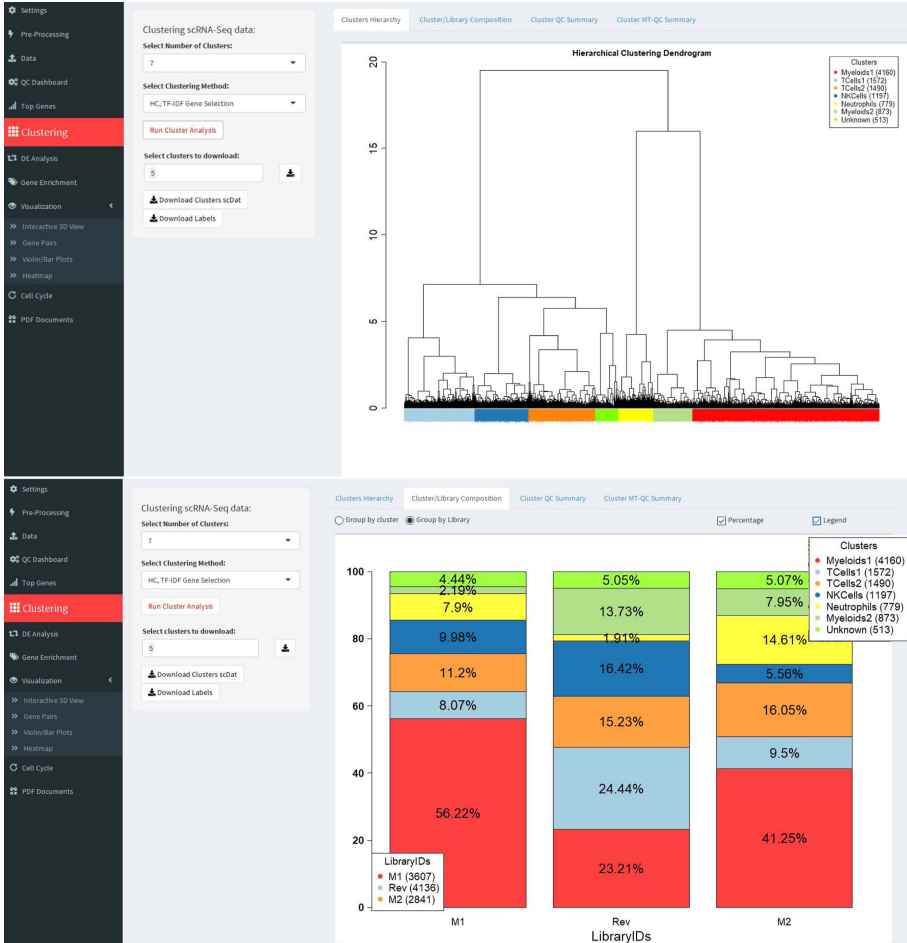 Settings
Pre-Processing
Data
QC Dashboard
Top Genes
Clustering
DE Analysis
Gene Enrichment
Visualization
Interactive 3D View
Gene Pairs
Violin/Bar Plots
Heatmap
Cell Cycle
PDF Documents
Clustering scRNA-Seq data:
Select Number of Clusters:
7
Select Clustering Method:
HC, TF-IDF Gene Selection
Run Cluster Analysis
Select clusters to download:
5
Download Clusters scDat
Download Labels
Clusters Hierarchy Cluster/Library Composition Cluster QC Summary Cluster MT-QC Summary
Hierarchical Clustering Dendrogram
20
15
10
5
0
Clusters
Myeloids1 (4160)
TCells1 (1572)
TCells2 (1490)
NKCells (1197)
Neutrophils (779)
Myeloids2 (873)
Unknown (513)
Settings
Pre-Processing
Data
QC Dashboard
Top Genes
Clustering
DE Analysis
Gene Enrichment
Visualization
Interactive 3D View
Gene Pairs
Violin/Bar Plots
Heatmap
Cell Cycle
PDF Documents
Clustering scRNA-Seq data:
Select Number of Clusters:
7
Select Clustering Method:
HC, TF-IDF Gene Selection
Run Cluster Analysis
Select clusters to download:
5
Download Clusters scDat
Download Labels
Clusters Hierarchy Cluster/Library Composition Cluster QC Summary Cluster MT-QC Summary
Group by cluster Group by Library Percentage Legend
Clusters
Myeloids1 (4160)
TCells1 (1572)
TCells2 (1490)
NKCells (1197)
Neutrophils (779)
Myeloids2 (873)
Unknown (513)
100
80
60
40
20
0
4.44%
2.19%
7.9%
9.98%
11.2%
8.07%
56.22%
5.05%
13.73%
1.91%
16.42%
15.23%
24.44%
23.21%
5.07%
7.95%
14.61%
5.56%
16.05%
9.5%
41.25%
LibraryIDs
M1 (3607)
Rev (4136)
M2 (2841)
M1 Rev M2
LibraryIDs